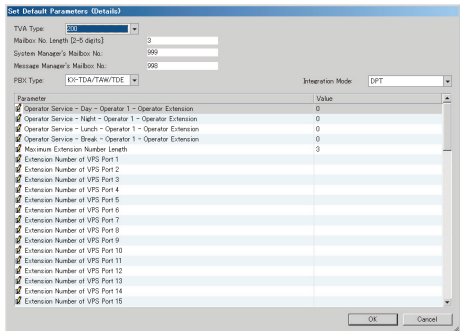 Set Default Parameters (Details)
TVA Type: 200
Mailbox No. Length [2-5 digits] 3
System Manager's Mailbox No.: 999
Message Manager's Mailbox No.: 998
PBX Type: KX-TDA/TAW/TDE Integration Mode: DPT
Parameter Value
Operator Service - Day - Operator 1 - Operator Extension 0
Operator Service - Night - Operator 1 - Operator Extension 0
Operator Service - Lunch - Operator 1 - Operator Extension 0
Operator Service - Break - Operator 1 - Operator Extension 0
Maximum Extension Number Length 3
Extension Number of VPS Port 1
Extension Number of VPS Port 2
Extension Number of VPS Port 3
Extension Number of VPS Port 4
Extension Number of VPS Port 5
Extension Number of VPS Port 6
Extension Number of VPS Port 7
Extension Number of VPS Port 8
Extension Number of VPS Port 9
Extension Number of VPS Port 10
Extension Number of VPS Port 11
Extension Number of VPS Port 12
Extension Number of VPS Port 13
Extension Number of VPS Port 14
Extension Number of VPS Port 15
OK Cancel